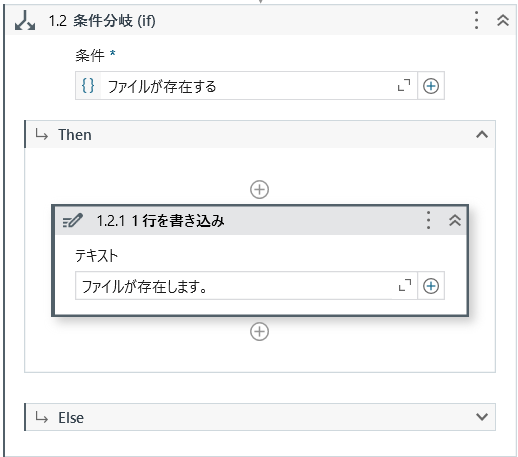 1.2 条件分岐 (if)
条件 *
{ } ファイルが存在する
Then
1.2.1 1 行を書き込み
テキスト
ファイルが存在します。
Else